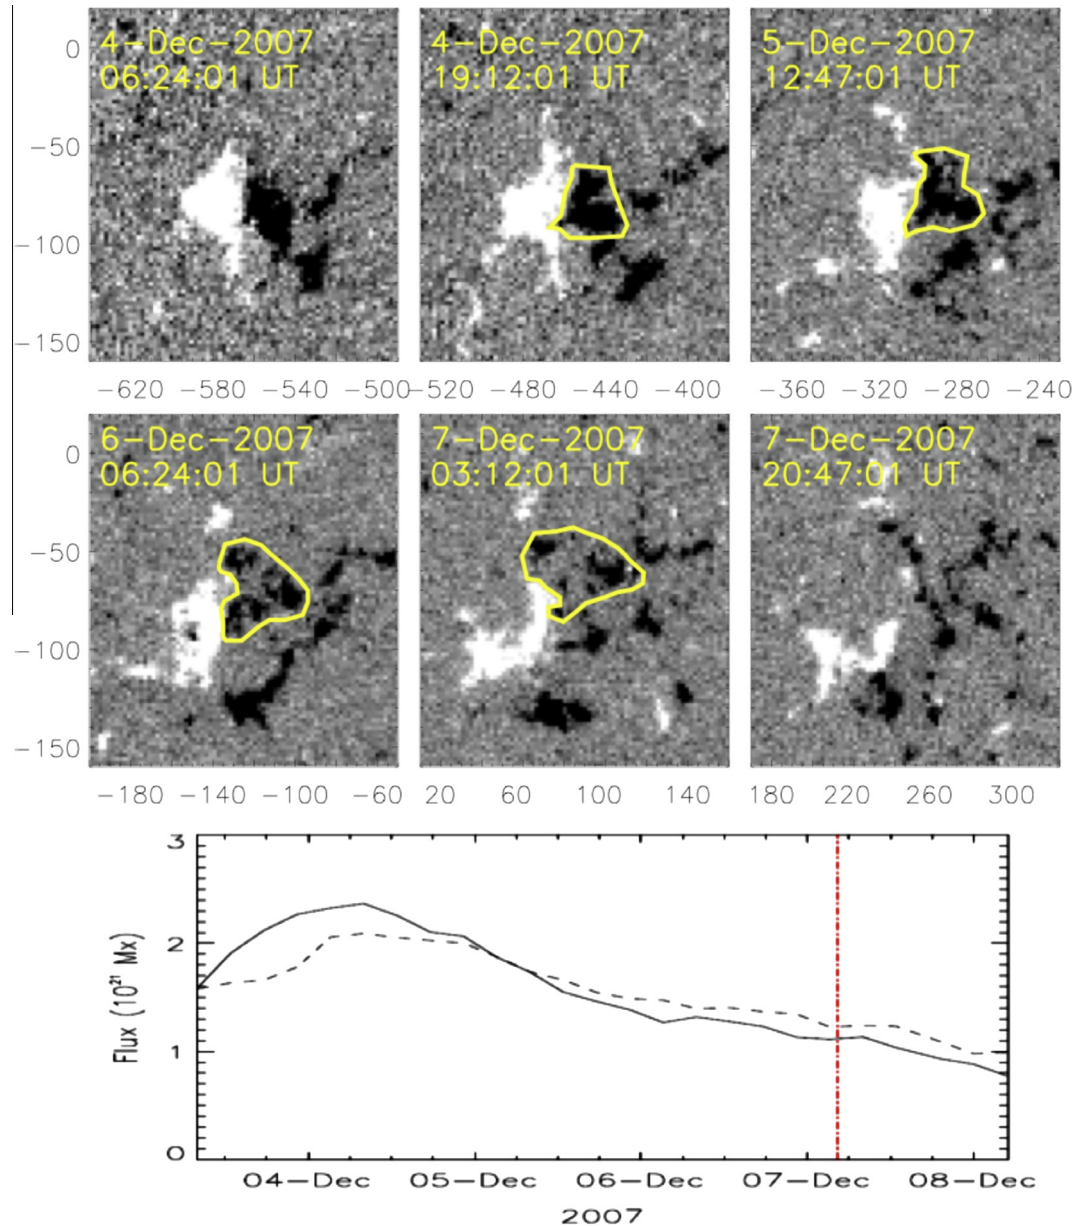 4-Dec-2007 4-Dec-2007 5-Dec-2007
06:24:01 UT 19:12:01 UT 12:47:01 UT
0
-50
-100
-150
-620 -580 -540 -500 -520 -480 -440 -400 -360 -320 -280 -240
6-Dec-2007 7-Dec-2007 7-Dec-2007
06:24:01 UT 03:12:01 UT 20:47:01 UT
0
-50
-100
-150
-180 -140 -100 -60 20 60 100 140 180 220 260 300
3
2
1
0
Flux (10²¹ Mx)
04-Dec 05-Dec 06-Dec 07-Dec 08-Dec
2007